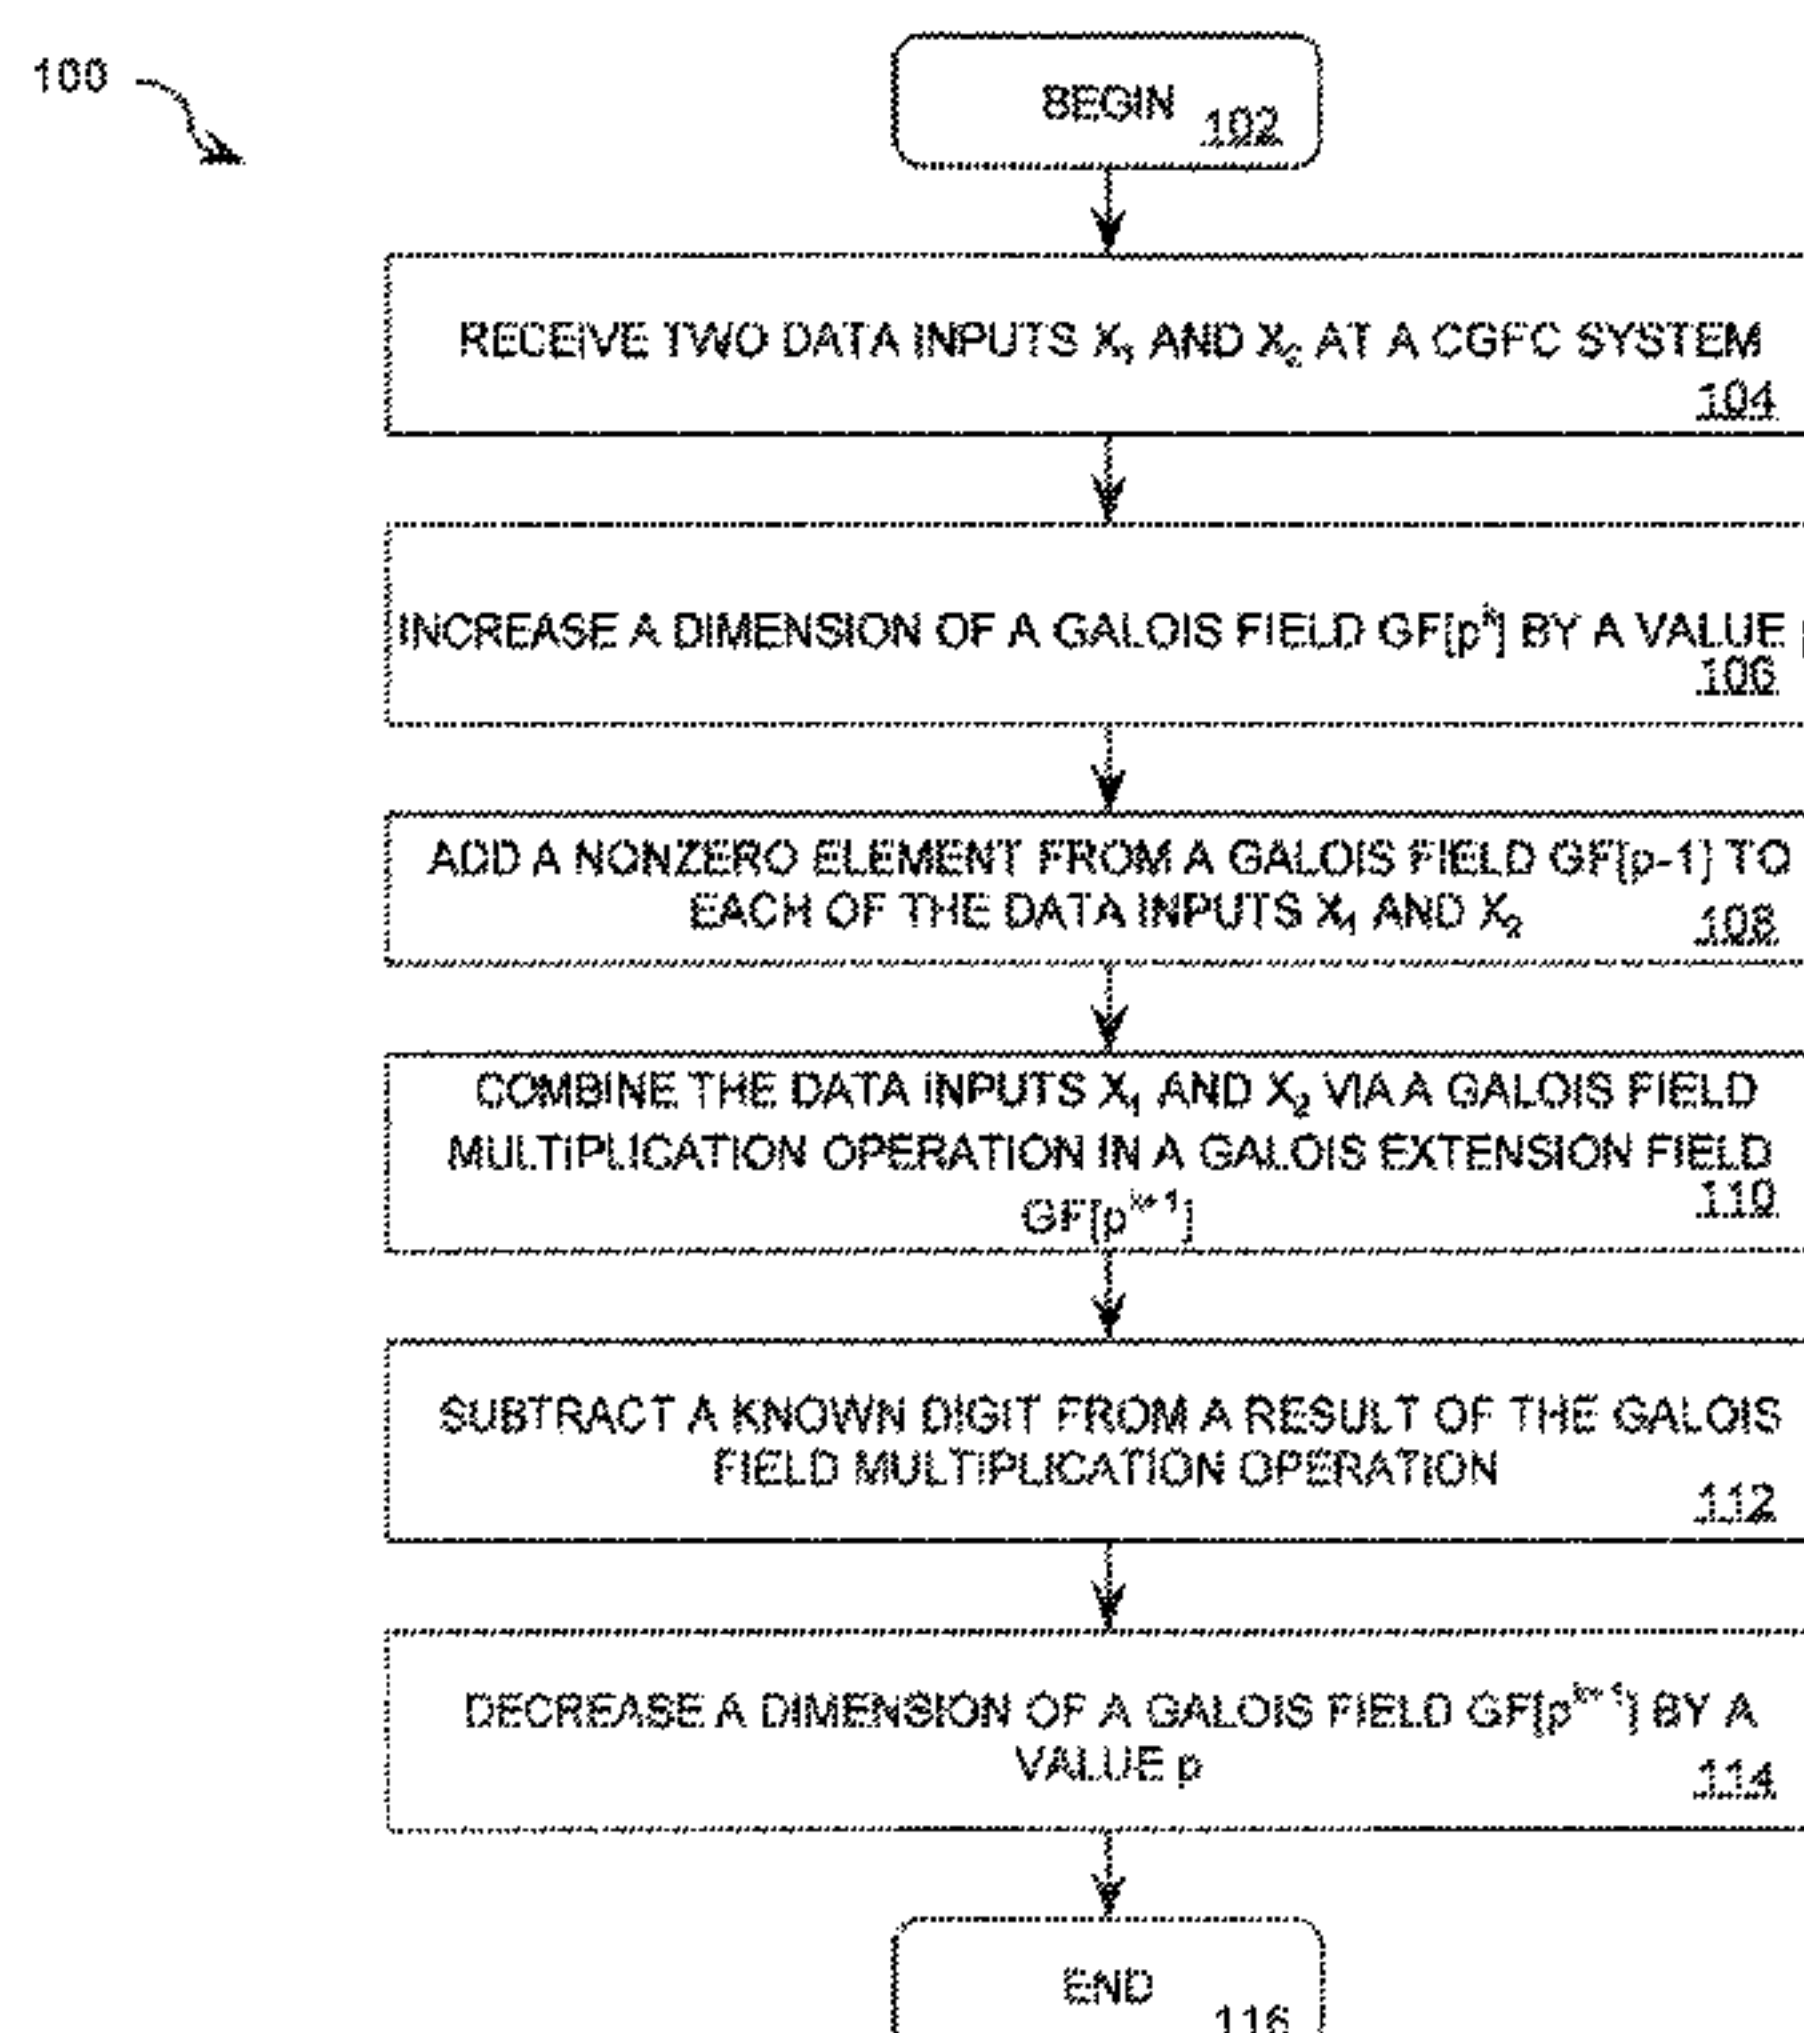 100
BEGIN
102
RECEIVE TWO DATA INPUTS X₁ AND X₂ AT A CGFC SYSTEM
104
INCREASE A DIMENSION OF A GALOIS FIELD GF[pᵏ] BY A VALUE
106
ADD A NONZERO ELEMENT FROM A GALOIS FIELD GF[p-1] TO
EACH OF THE DATA INPUTS X₁ AND X₂
108
COMBINE THE DATA INPUTS X₁ AND X₂ VIA A GALOIS FIELD
MULTIPLICATION OPERATION IN A GALOIS EXTENSION FIELD
GF[pᵏ⁺¹]
110
SUBTRACT A KNOWN DIGIT FROM A RESULT OF THE GALOIS
FIELD MULTIPLICATION OPERATION
112
DECREASE A DIMENSION OF A GALOIS FIELD GF[pᵏ⁺¹] BY A
VALUE p
114
END
116